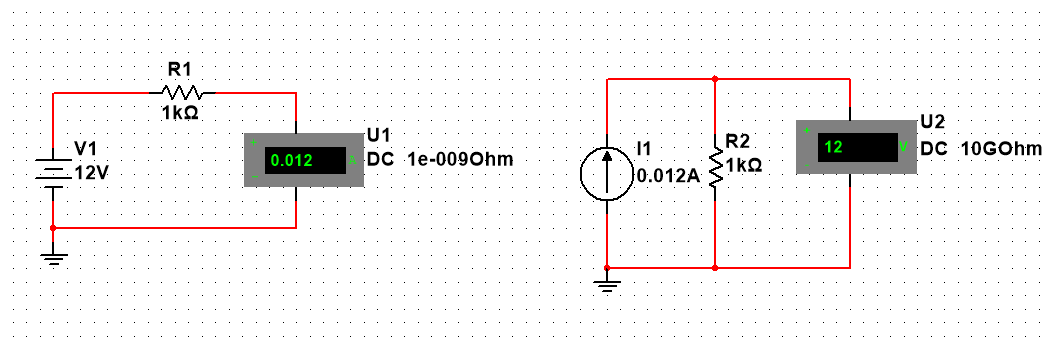 R1
1kΩ
V1
12V
+
0.012 A
–
U1
DC 1e-009Ohm
I1
0.012A
R2
1kΩ
+
12 V
-
U2
DC 10GOhm